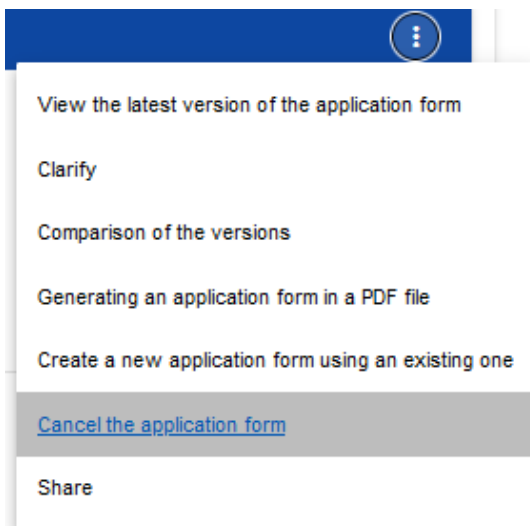 View the latest version of the application form
Clarify
Comparison of the versions
Generating an application form in a PDF file
Create a new application form using an existing one
Cancel the application form
Share